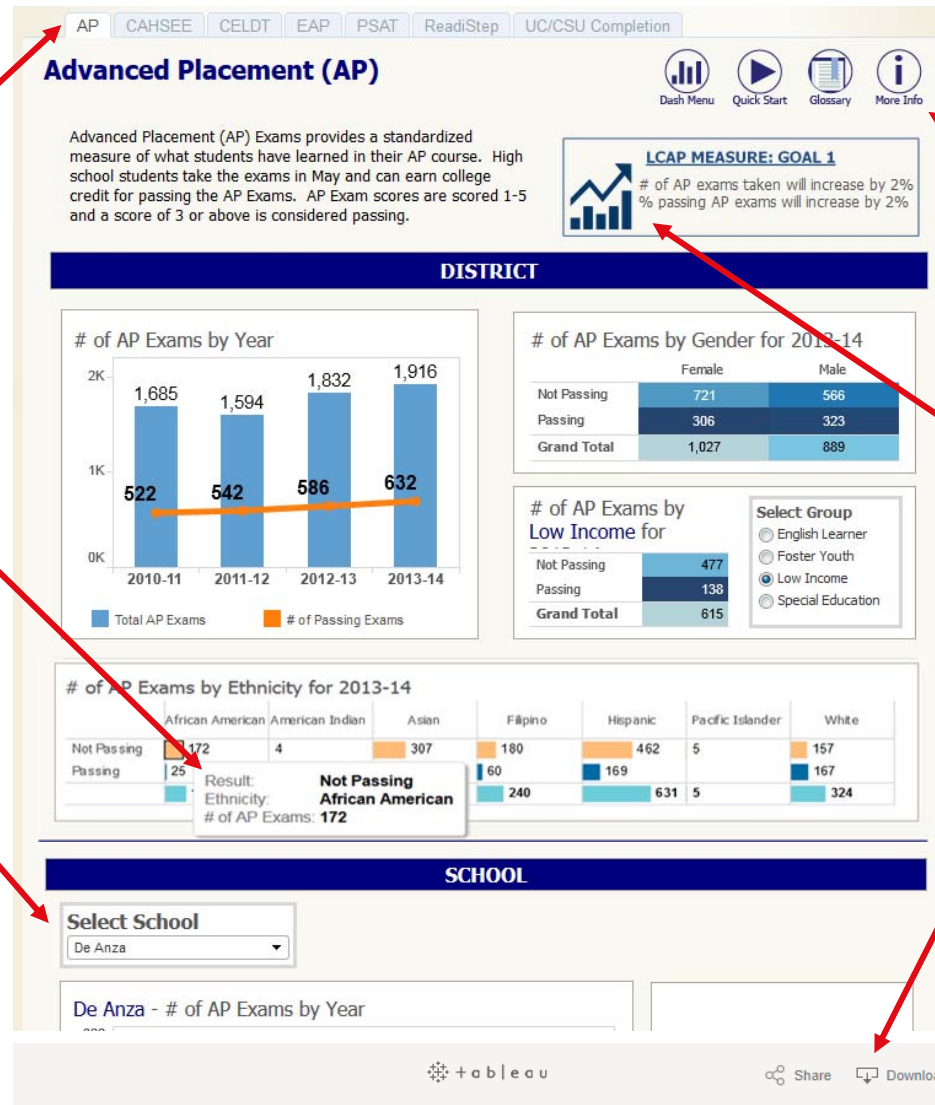 AP CAHSEE CELDT EAP PSAT ReadiStep UC/CSU Completion
Advanced Placement (AP)
Dash Menu Quick Start Glossary More Info
Advanced Placement (AP) Exams provides a standardized
measure of what students have learned in their AP course. High
school students take the exams in May and can earn college
credit for passing the AP Exams. AP Exam scores are scored 1-5
and a score of 3 or above is considered passing.
LCAP MEASURE: GOAL 1
# of AP exams taken will increase by 2%
% passing AP exams will increase by 2%
DISTRICT
# of AP Exams by Year
2K
1K
0K
1,685 1,594 1,832 1,916
522 542 586 632
2010-11 2011-12 2012-13 2013-14
Total AP Exams # of Passing Exams
# of AP Exams by Gender for 2013-14
Female Male
Not Passing 721 566
Passing 306 323
Grand Total 1,027 889
# of AP Exams by
Low Income for
Not Passing 477
Passing 138
Grand Total 615
Select Group
English Learner
Foster Youth
Low Income
Special Education
# of AP Exams by Ethnicity for 2013-14
African American American Indian Asian Filipino Hispanic Pacific Islander White
Not Passing 172 4 307 180 462 5 157
Passing 25 60 169 167
240 631 5 324
Result: Not Passing
Ethnicity: African American
# of AP Exams: 172
SCHOOL
Select School
De Anza
De Anza - # of AP Exams by Year
+ableau
Share Downloa